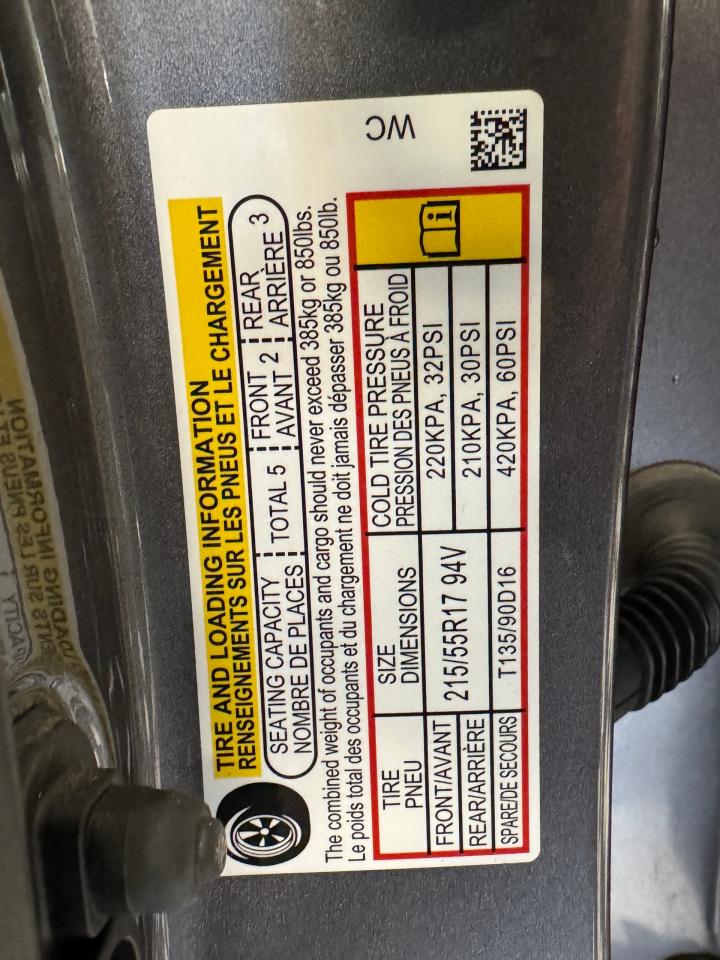 TIRE AND LOADING INFORMATION
RENSEIGNEMENTS SUR LES PNEUS ET LE CHARGEMENT
SEATING CAPACITY TOTAL 5 FRONT 2 REAR 3
NOMBRE DE PLACES AVANT ARRIÈRE
The combined weight of occupants and cargo should never exceed 385kg or 850lbs.
Le poids total des occupants et du chargement ne doit jamais dépasser 385kg ou 850lb.
TIRE SIZE COLD TIRE PRESSURE
PNEU DIMENSIONS PRESSION DES PNEUS À FROID
FRONT/AVANT 215/55R17 94V 220KPA, 32PSI
REAR/ARRIÈRE 210KPA, 30PSI
SPARE/DE SECOURS T135/90D16 420KPA, 60PSI
WC